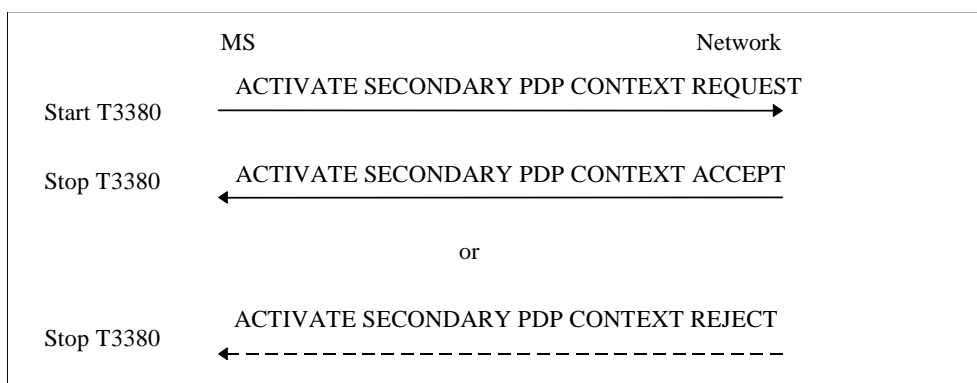 MS Network
ACTIVATE SECONDARY PDP CONTEXT REQUEST
Start T3380
Stop T3380 ACTIVATE SECONDARY PDP CONTEXT ACCEPT
or
ACTIVATE SECONDARY PDP CONTEXT REJECT
Stop T3380